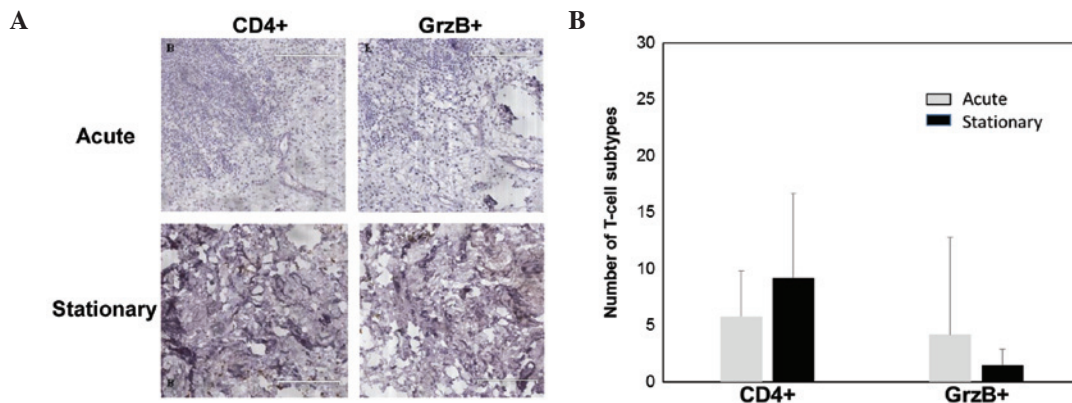 A
CD4+
GrzB+
Acute
Stationary
B
Number of T-cell subtypes
30
25
20
15
10
5
0
Acute
Stationary
CD4+
GrzB+